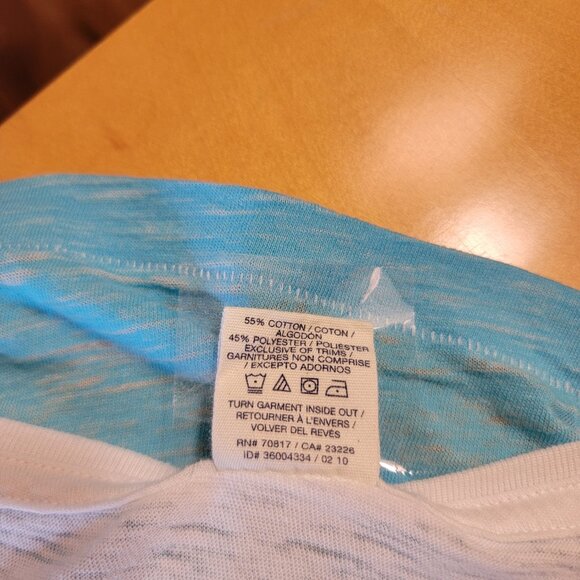 55% COTTON / COTON /
ALGODÓN
45% POLYESTER / POLIÉSTER
EXCLUSIVE OF TRIMS /
GARNITURES NON COMPRISE
/ EXCEPTO ADORNOS
TURN GARMENT INSIDE OUT /
RETOURNER À L'ENVERS /
VOLVER DEL REVÉS
RN# 70817 / CA# 23226
ID# 36004334 / 02 10